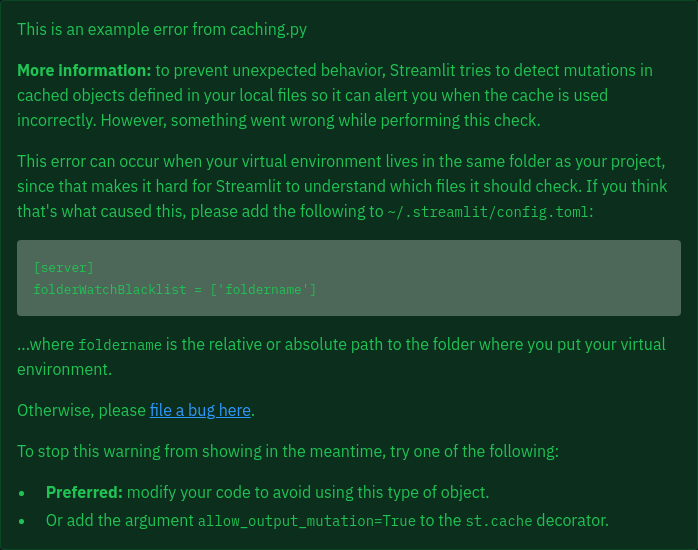 This is an example error from caching.py
More information: to prevent unexpected behavior, Streamlit tries to detect mutations in
cached objects defined in your local files so it can alert you when the cache is used
incorrectly. However, something went wrong while performing this check.
This error can occur when your virtual environment lives in the same folder as your project,
since that makes it hard for Streamlit to understand which files it should check. If you think
that's what caused this, please add the following to ~/.streamlit/config.toml:
[server]
folderWatchBlacklist = ['foldername']
...where foldername is the relative or absolute path to the folder where you put your virtual
environment.
Otherwise, please file a bug here.
To stop this warning from showing in the meantime, try one of the following:
• Preferred: modify your code to avoid using this type of object.
• Or add the argument allow_output_mutation=True to the st.cache decorator.